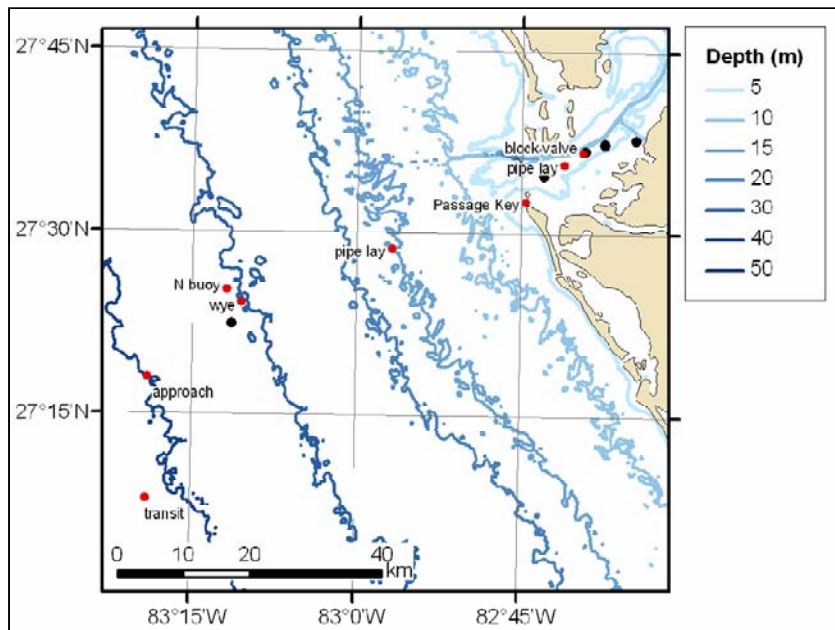 27°45'N
27°30'N
27°15'N
83°15'W
83°0'W
82°45'W
block-valve
pipe lay
Passage Key
pipe lay
N buoy
wye
approach
transit
0 10 20 40
km
Depth (m)
5
10
15
20
30
40
50